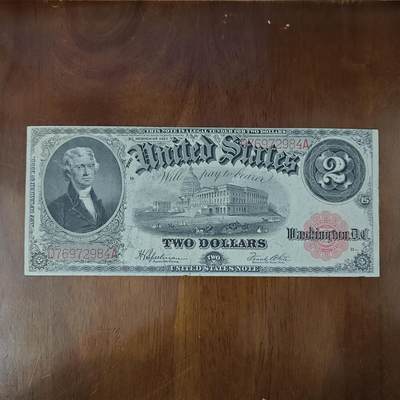 THIS NOTE IS A LEGAL TENDER FOR TWO DOLLARS
D76972984A
United States
2
Will pay to bearer
TWO DOLLARS
Washington, D.C.
D76972984A
TWO
UNITED STATES NOTE